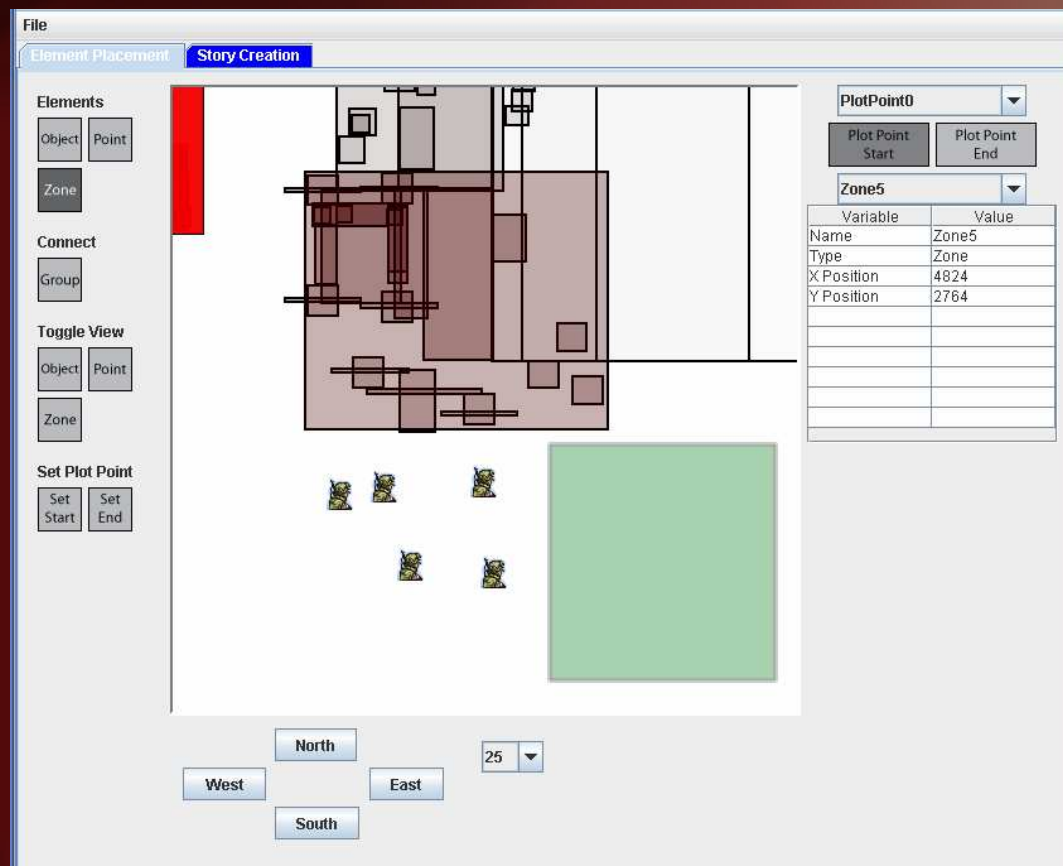 File
Element Placement Story Creation
Elements
Object Point
Zone
Connect
Group
Toggle View
Object Point
Zone
Set Plot Point
Set Start Set End
North
West East
South
25
PlotPoint0
Plot Point Start Plot Point End
Zone5
Variable Value
Name Zone5
Type Zone
X Position 4824
Y Position 2764